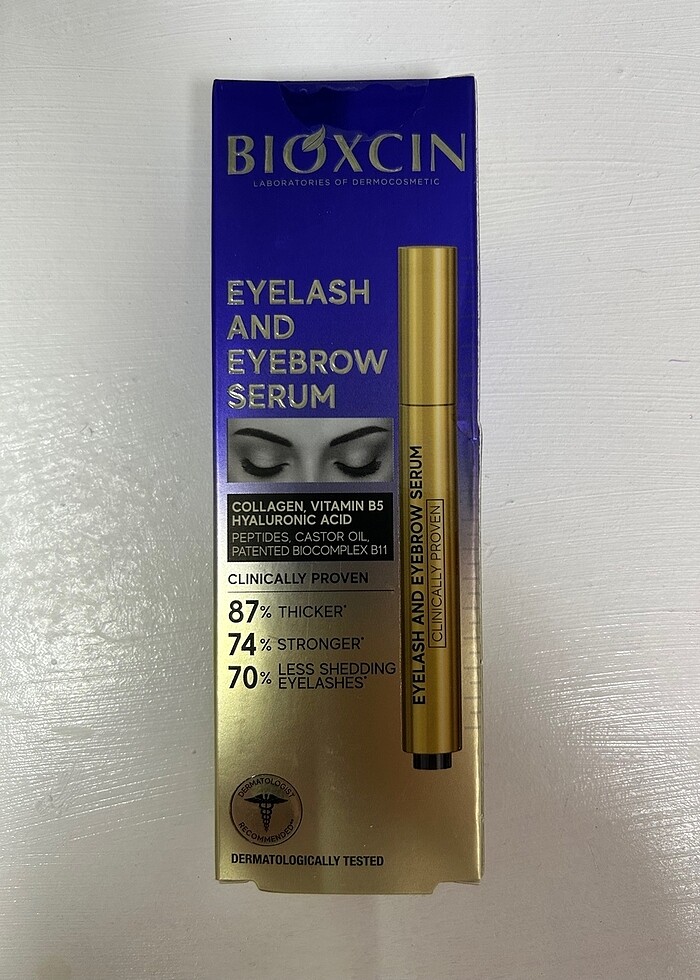 BIOXCIN
LABORATORIES OF DERMOCOSMETIC
EYELASH
AND
EYEBROW
SERUM
COLLAGEN, VITAMIN B5
HYALURONIC ACID
PEPTIDES, CASTOR OIL,
PATENTED BIOCOMPLEX B11
CLINICALLY PROVEN
87% THICKER*
74% STRONGER*
70% LESS SHEDDING
EYELASHES*
EYELASH AND EYEBROW SERUM
CLINICALLY PROVEN
DERMATOLOGIST
RECOMMENDED
DERMATOLOGICALLY TESTED